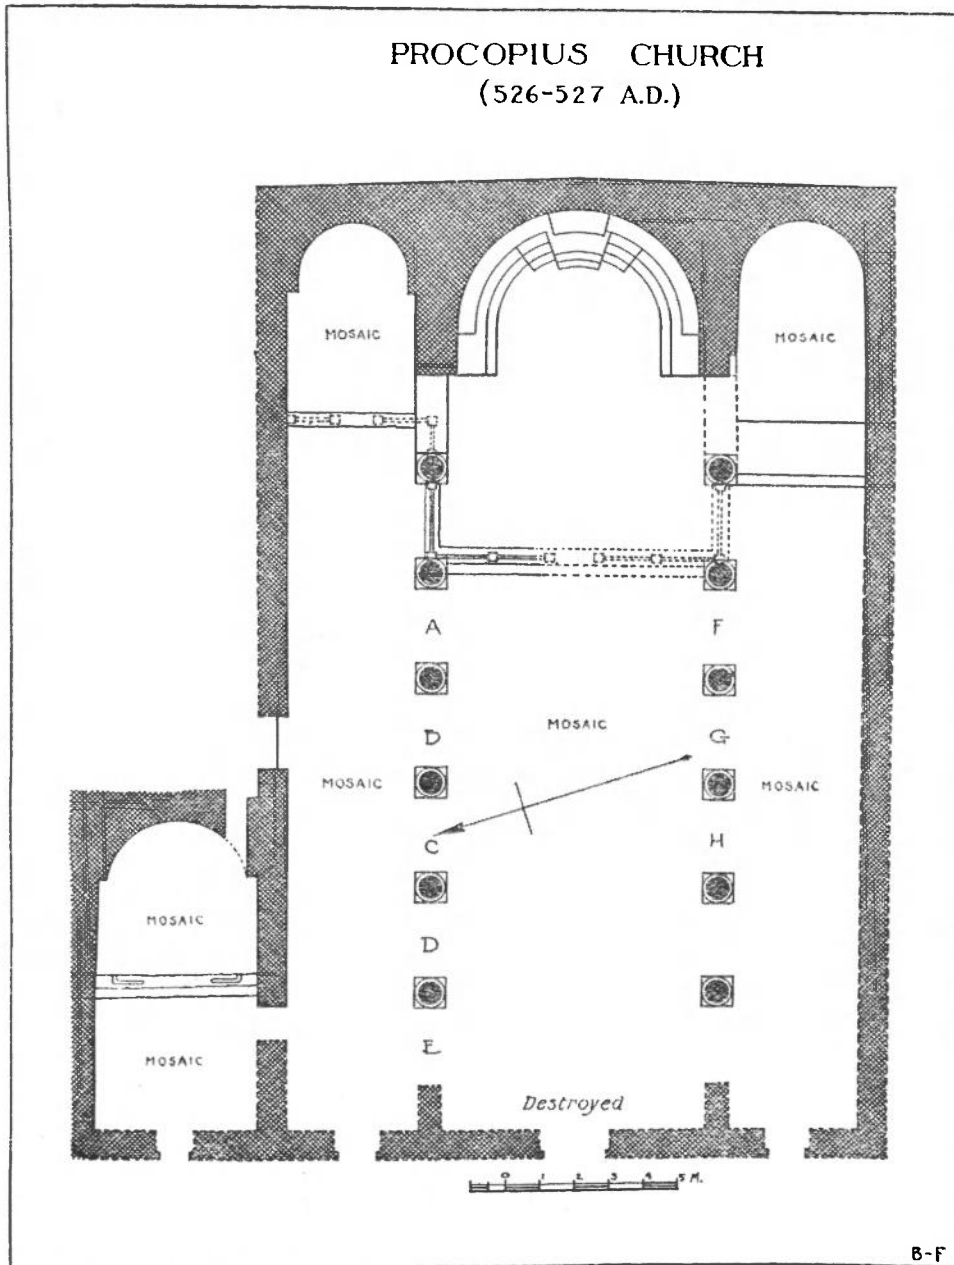 PROCOPIUS CHURCH
(526-527 A.D.)
MOSAIC
MOSAIC
A
F
MOSAIC
D
G
MOSAIC
MOSAIC
C
H
MOSAIC
D
E
MOSAIC
Destroyed
0 1 2 3 4 5 M.
B-F